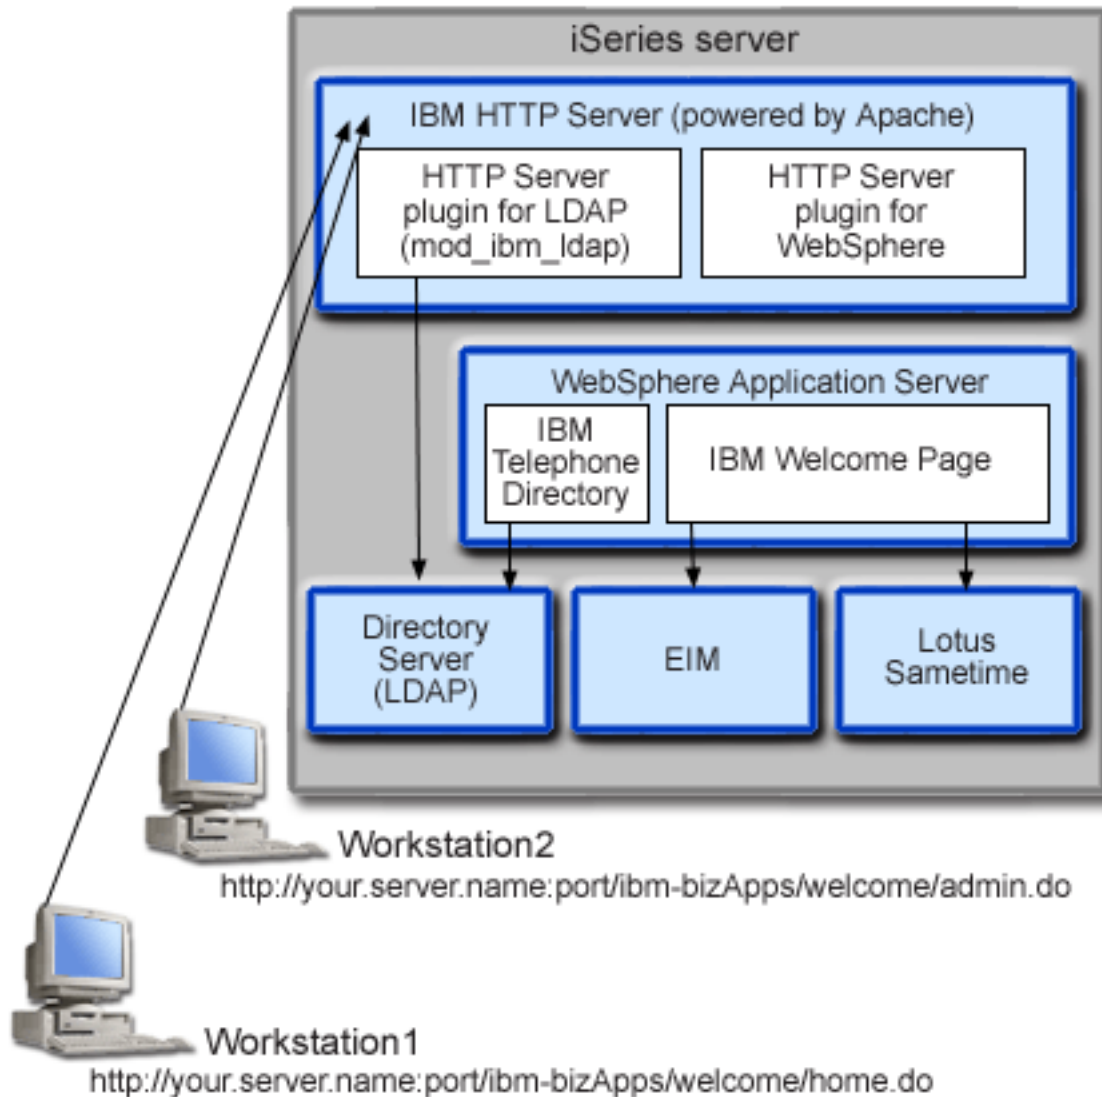 iSeries server
IBM HTTP Server (powered by Apache)
HTTP Server
plugin for LDAP
(mod_ibm_ldap)
HTTP Server
plugin for
WebSphere
WebSphere Application Server
IBM
Telephone
Directory
IBM Welcome Page
Directory
Server
(LDAP)
EIM
Lotus
Sametime
Workstation2
http://your.server.name:port/ibm-bizApps/welcome/admin.do
Workstation1
http://your.server.name:port/ibm-bizApps/welcome/home.do